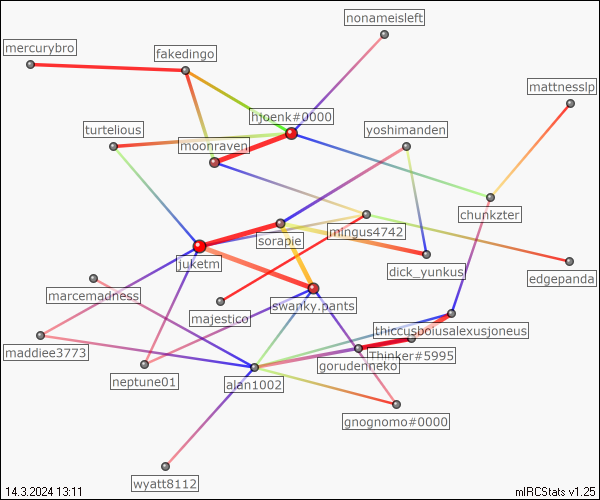 nonameisleft
mercurybro
fakedingo
mattnesslp
hjoenk#0000
turtelious
yoshimanden
moonraven
chunkzter
mingus4742
sorapie
juketm
dick_yunkus
edgepanda
marcemadness
swanky.pants
majestico
thiccusboiusalexusjoneus
maddiee3773
Thinker#5995
gorudenneko
neptune01
alan1002
gnognomo#0000
wyatt8112
14.3.2024 13:11
mIRCStats v1.25